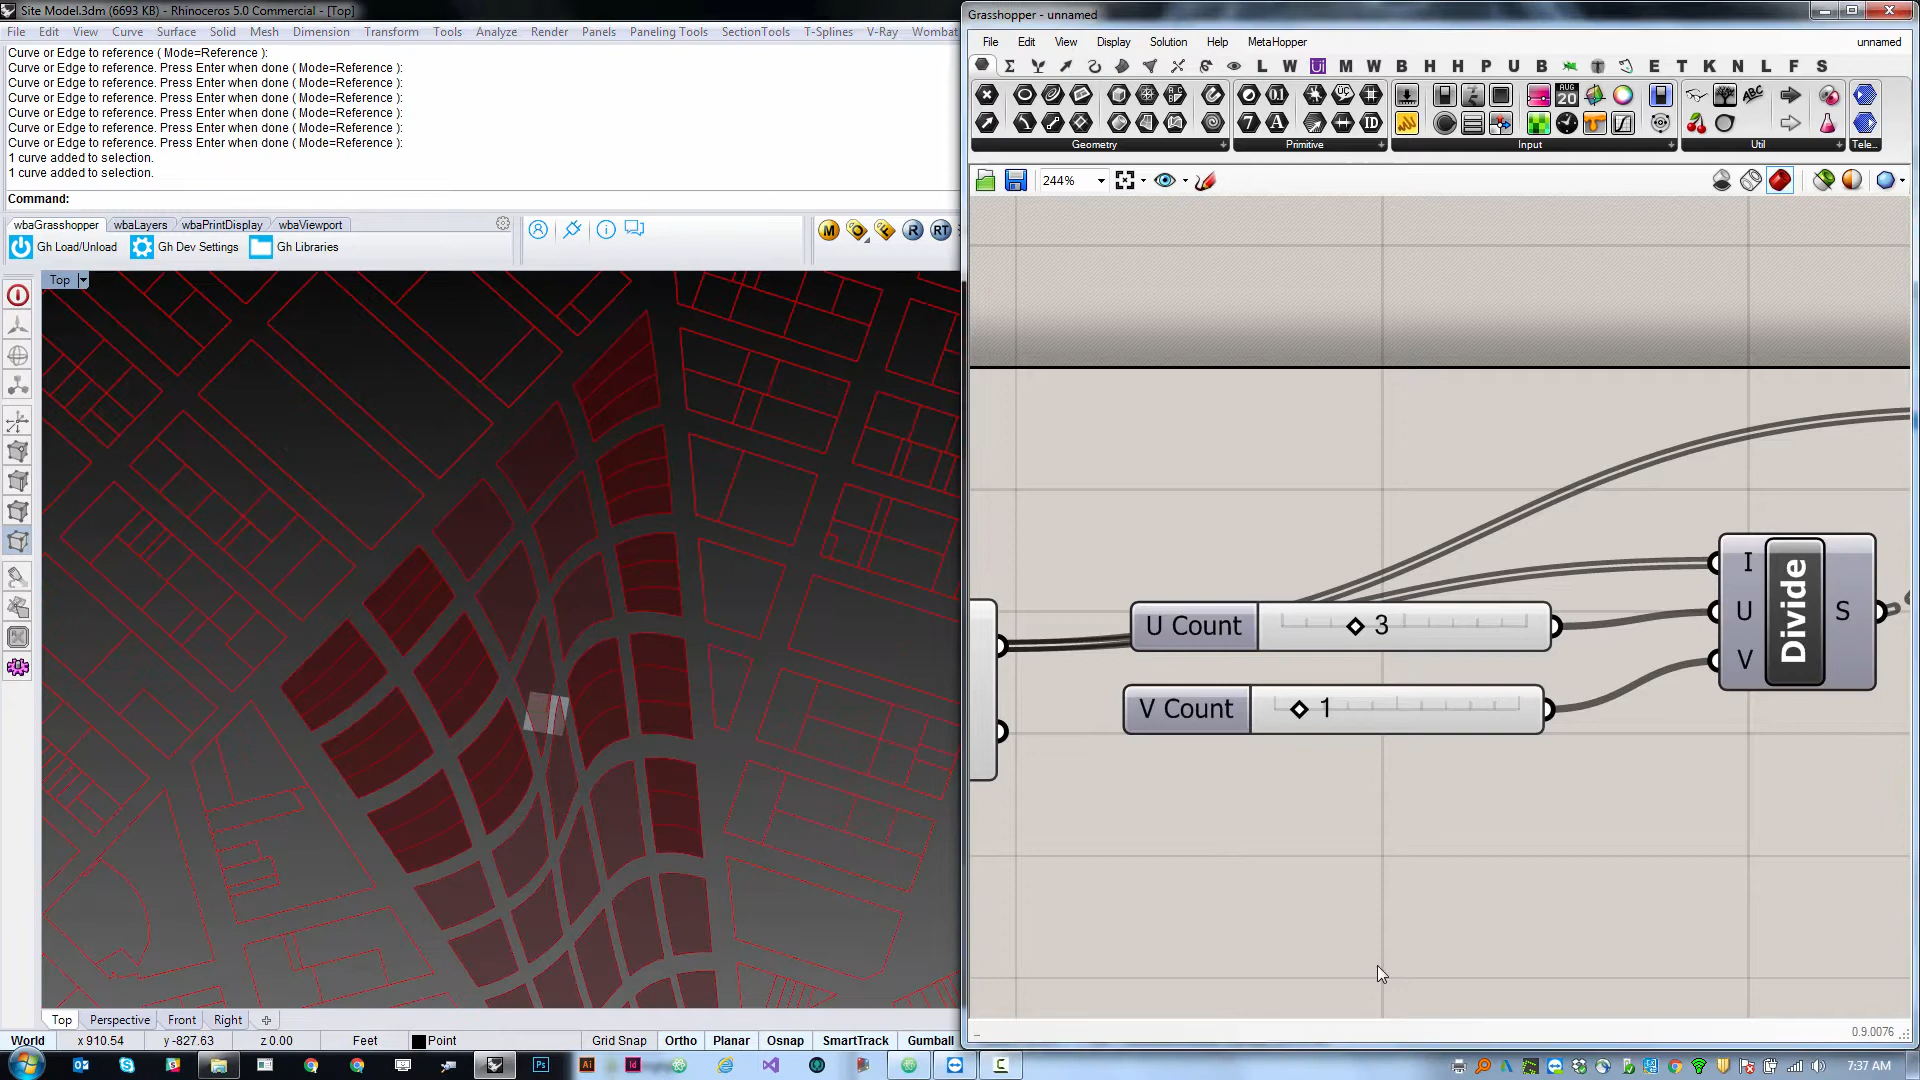 Site Model.3dm (6693 KB) - Rhinoceros 5.0 Commercial - [Top]
File Edit View Curve Surface Solid Mesh Dimension Transform Tools Analyze Render Panels Paneling Tools SectionTools T-Splines V-Ray Wombat
Curve or Edge to reference ( Mode=Reference ):
Curve or Edge to reference. Press Enter when done ( Mode=Reference ):
Curve or Edge to reference. Press Enter when done ( Mode=Reference ):
Curve or Edge to reference. Press Enter when done ( Mode=Reference ):
Curve or Edge to reference. Press Enter when done ( Mode=Reference ):
Curve or Edge to reference. Press Enter when done ( Mode=Reference ):
Curve or Edge to reference. Press Enter when done ( Mode=Reference ):
1 curve added to selection.
1 curve added to selection.
Command:
wbaGrasshopper wbaLayers wbaPrintDisplay wbaViewport
Gh Load/Unload Gh Dev Settings Gh Libraries
M R RT
Top
Top Perspective Front Right
World x 910.54 y -827.63 z 0.00 Feet Point Grid Snap Ortho Planar Osnap SmartTrack Gumball
Grasshopper - unnamed
File Edit View Display Solution Help MetaHopper unnamed
L W Ui M W B H H P U B E T K N L F S
Geometry Primitive Input Util Tele...
244%
U Count 3
V Count 1
I U V Divide S
0.9.0076
7:37 AM